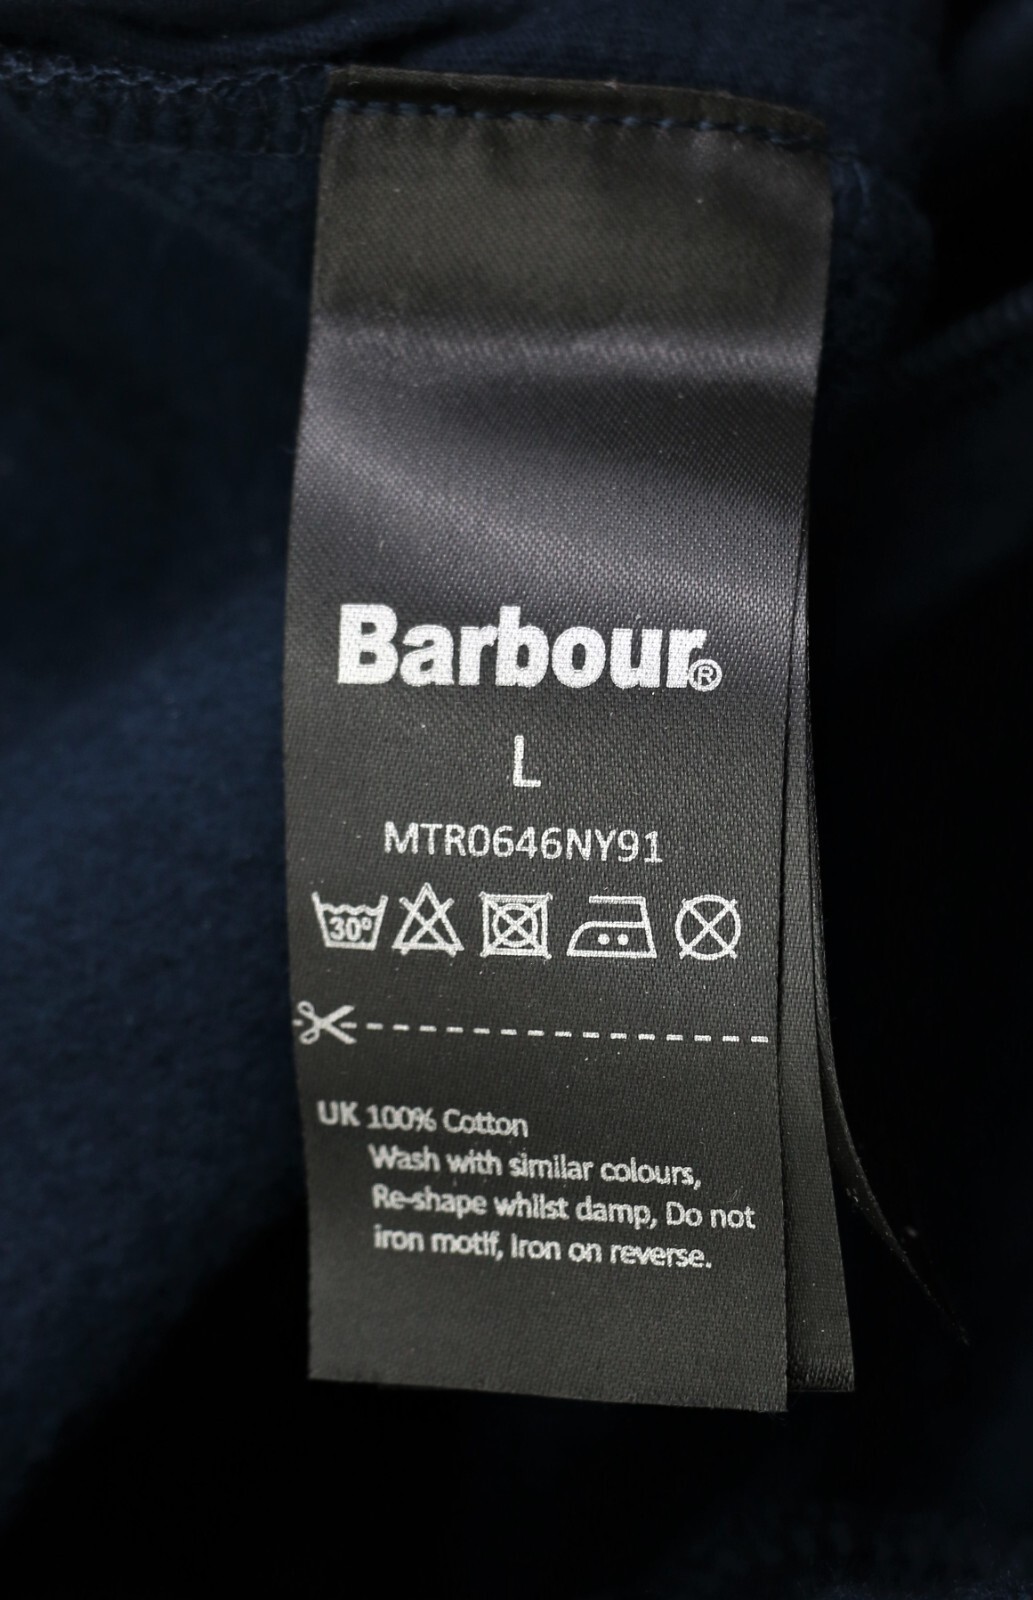 Barbour®
L
MTR0646NY91
30°
UK 100% Cotton
Wash with similar colours,
Re-shape whilst damp, Do not
iron motif, Iron on reverse.